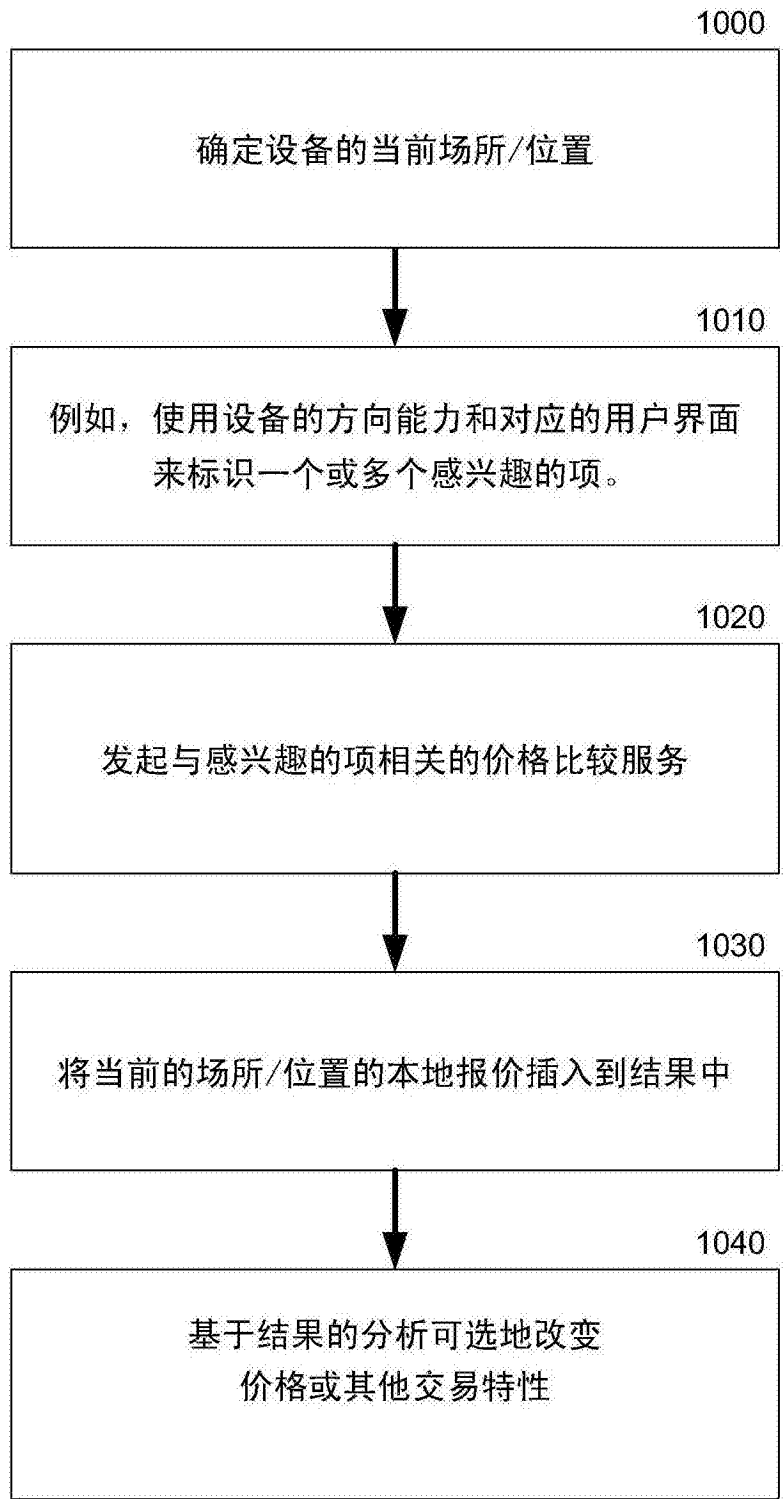 1000
确定设备的当前场所/位置
1010
例如，使用设备的方向能力和对应的用户界面
来标识一个或多个感兴趣的项。
1020
发起与感兴趣的项相关的价格比较服务
1030
将当前的场所/位置的本地报价插入到结果中
1040
基于结果的分析可选地改变
价格或其他交易特性